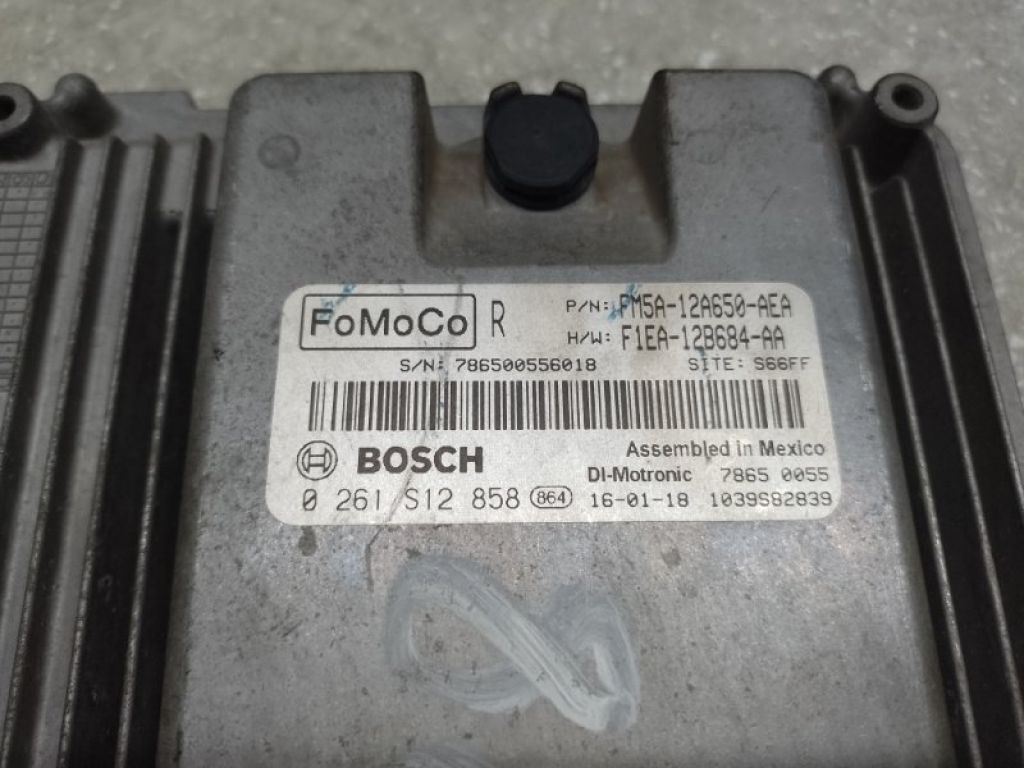 FoMoCo R P/N: FM5A-12A650-AEA
H/W: F1EA-12B684-AA
S/N: 786500556018 SITE: S66FF
BOSCH Assembled in Mexico
DI-Motronic 7865 0055
0 261 S12 858 864 16-01-18 1039S82839